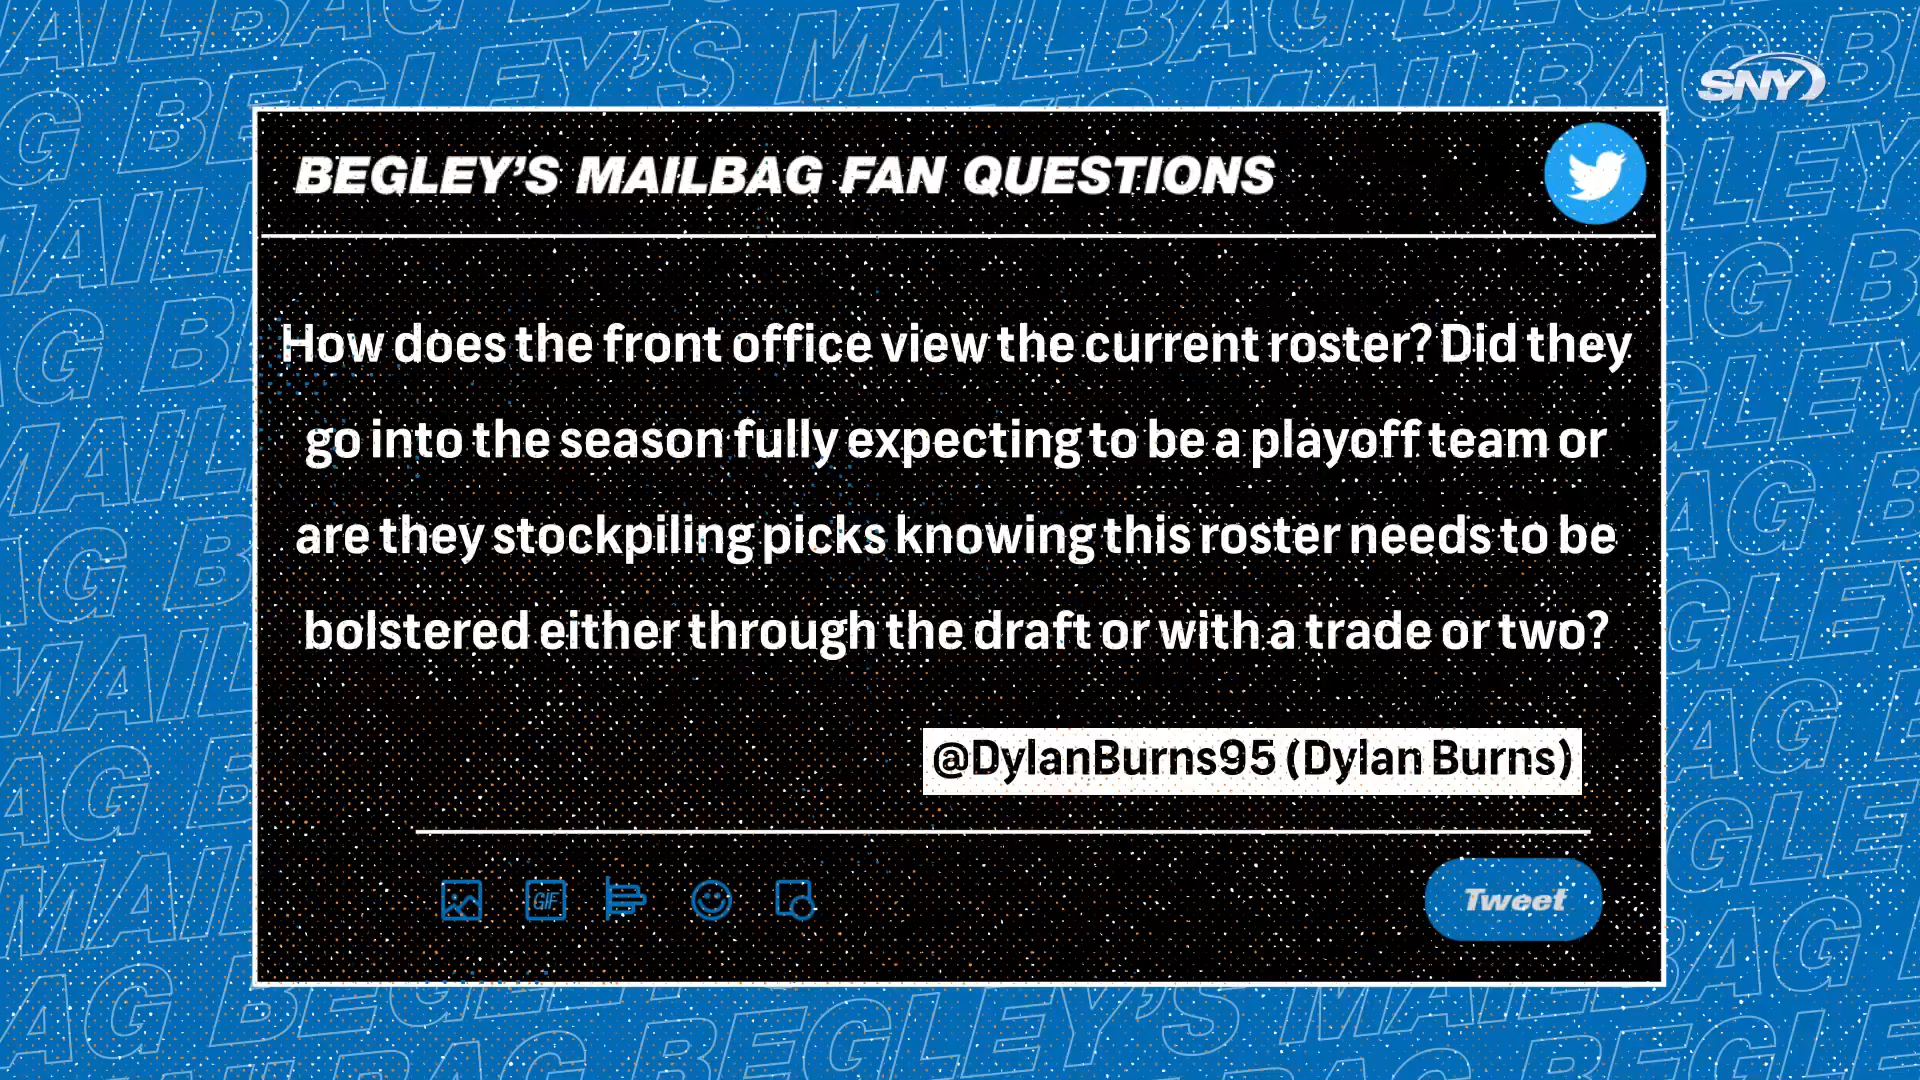 SNY
BEGLEY'S MAILBAG FAN QUESTIONS
How does the front office view the current roster? Did they
go into the season fully expecting to be a playoff team or
are they stockpiling picks knowing this roster needs to be
bolstered either through the draft or with a trade or two?
@DylanBurns95 (Dylan Burns)
GIF
Tweet